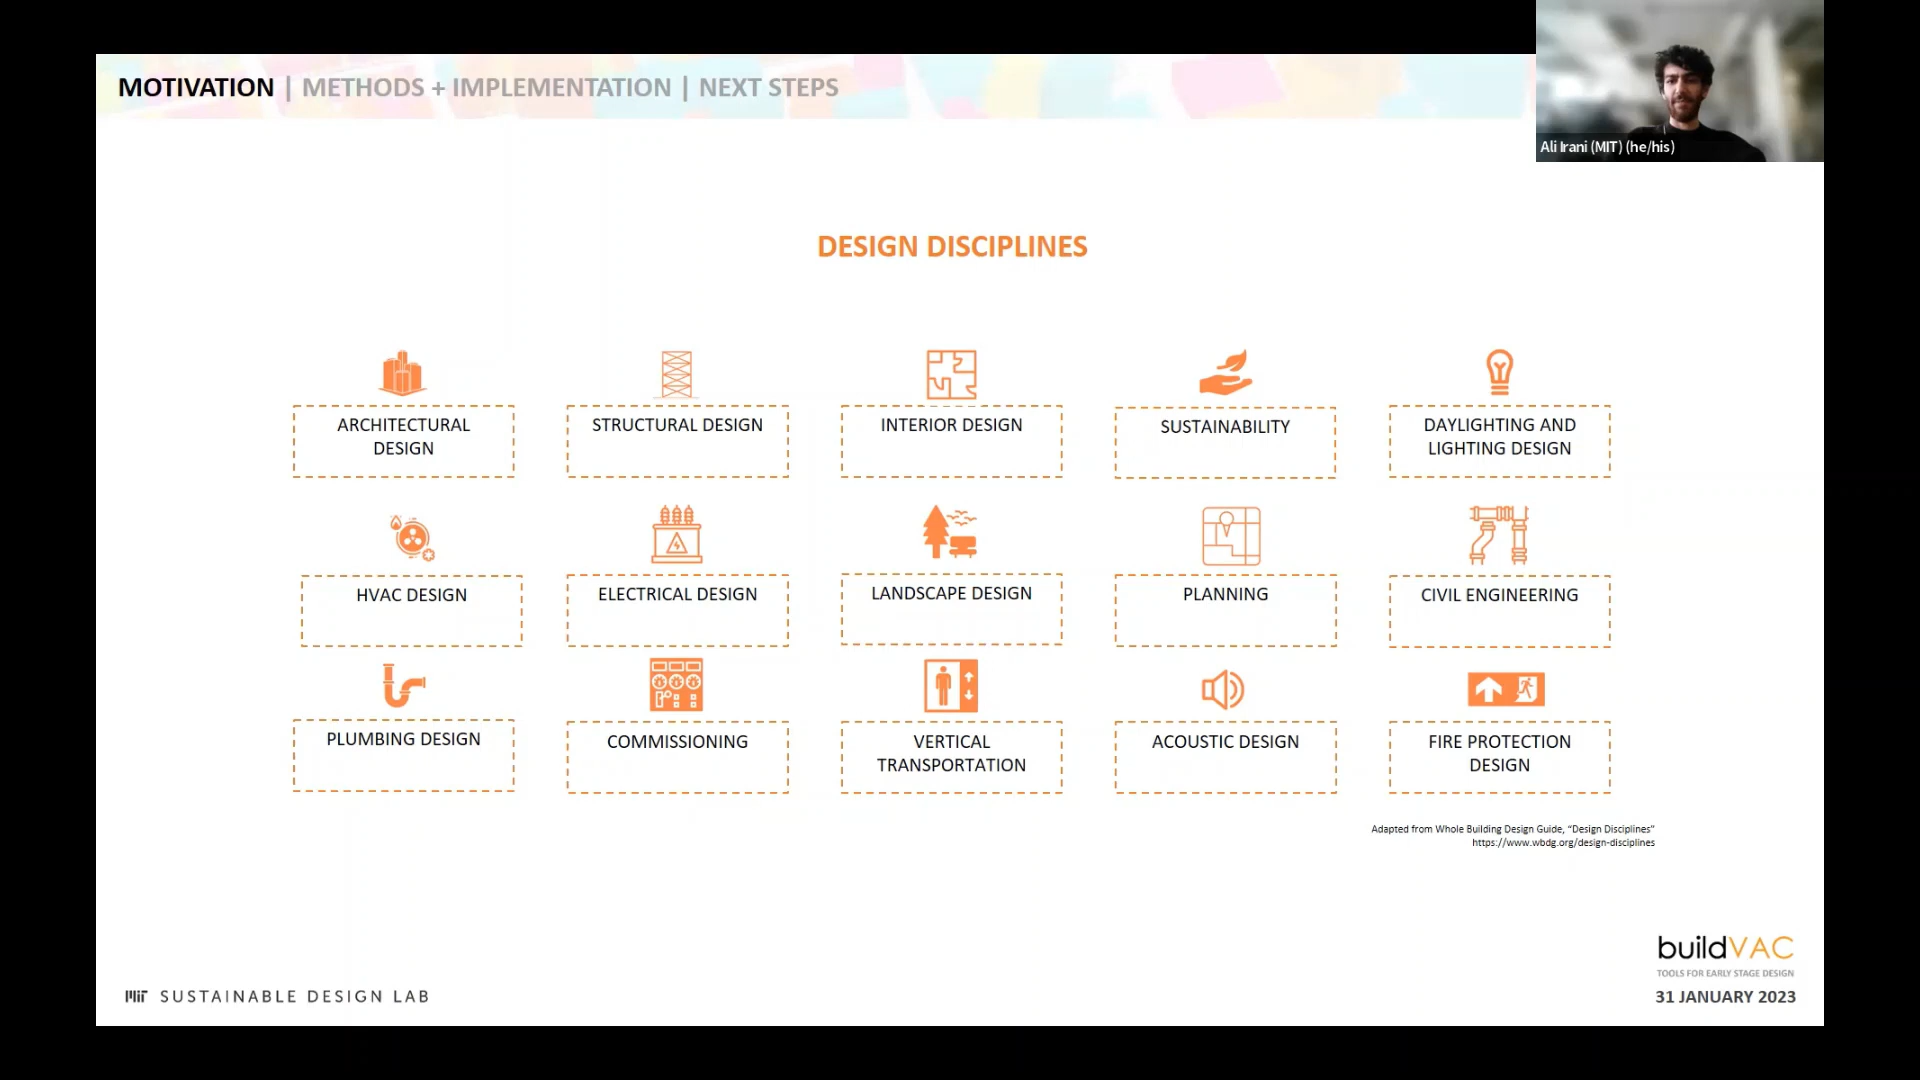 MOTIVATION | METHODS + IMPLEMENTATION | NEXT STEPS
Ali Irani (MIT) (he/his)
DESIGN DISCIPLINES
ARCHITECTURAL
DESIGN
STRUCTURAL DESIGN
INTERIOR DESIGN
SUSTAINABILITY
DAYLIGHTING AND
LIGHTING DESIGN
HVAC DESIGN
ELECTRICAL DESIGN
LANDSCAPE DESIGN
PLANNING
CIVIL ENGINEERING
PLUMBING DESIGN
COMMISSIONING
VERTICAL
TRANSPORTATION
ACOUSTIC DESIGN
FIRE PROTECTION
DESIGN
Adapted from Whole Building Design Guide, “Design Disciplines”
https://www.wbdg.org/design-disciplines
buildVAC
TOOLS FOR EARLY STAGE DESIGN
31 JANUARY 2023
MIT SUSTAINABLE DESIGN LAB